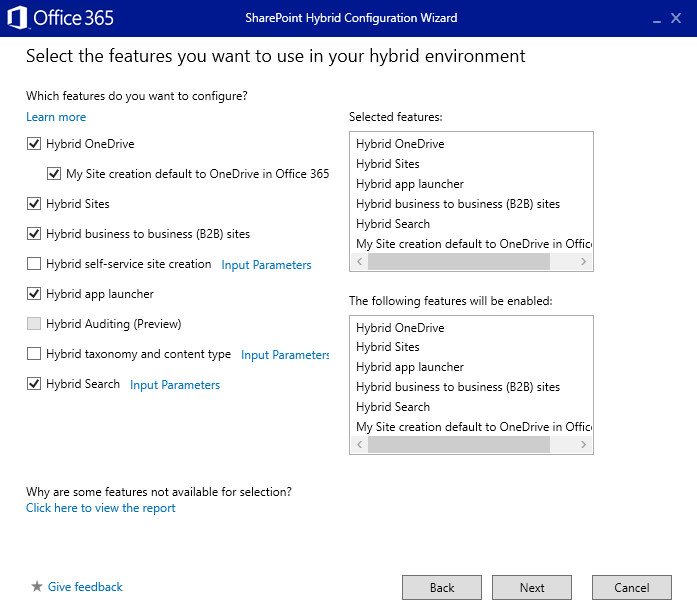 Office 365
SharePoint Hybrid Configuration Wizard
Select the features you want to use in your hybrid environment
Which features do you want to configure?
Learn more
Hybrid OneDrive
My Site creation default to OneDrive in Office 365
Hybrid Sites
Hybrid business to business (B2B) sites
Hybrid self-service site creation Input Parameters
Hybrid app launcher
Hybrid Auditing (Preview)
Hybrid taxonomy and content type Input Parameters
Hybrid Search Input Parameters
Selected features:
Hybrid OneDrive
Hybrid Sites
Hybrid app launcher
Hybrid business to business (B2B) sites
Hybrid Search
My Site creation default to OneDrive in Offic
The following features will be enabled:
Hybrid OneDrive
Hybrid Sites
Hybrid app launcher
Hybrid business to business (B2B) sites
Hybrid Search
My Site creation default to OneDrive in Offic
Why are some features not available for selection?
Click here to view the report
Give feedback
Back
Next
Cancel